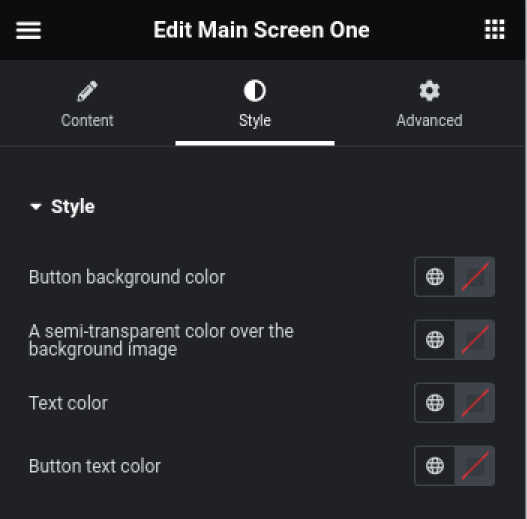 Edit Main Screen One
Content
Style
Advanced
Style
Button background color
A semi-transparent color over the
background image
Text color
Button text color